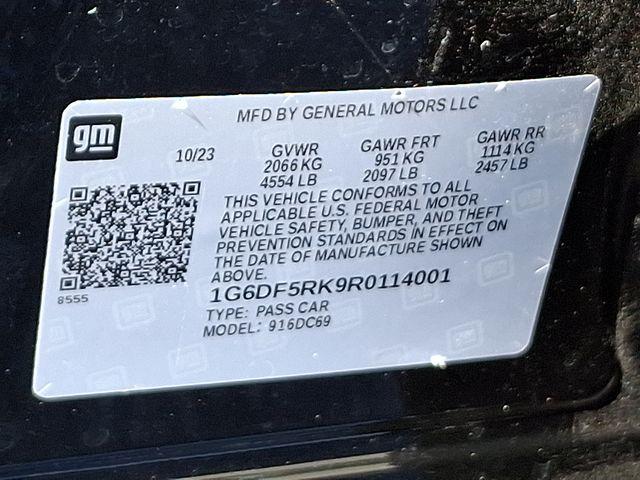 MFD BY GENERAL MOTORS LLC
gm
10/23
GVWR
2066 KG
4554 LB
GAWR FRT
951 KG
2097 LB
GAWR RR
1114 KG
2457 LB
THIS VEHICLE CONFORMS TO ALL
APPLICABLE U.S. FEDERAL MOTOR
VEHICLE SAFETY, BUMPER, AND THEFT
PREVENTION STANDARDS IN EFFECT ON
THE DATE OF MANUFACTURE SHOWN
ABOVE.
8555
1G6DF5RK9R0114001
TYPE: PASS CAR
MODEL: 916DC69